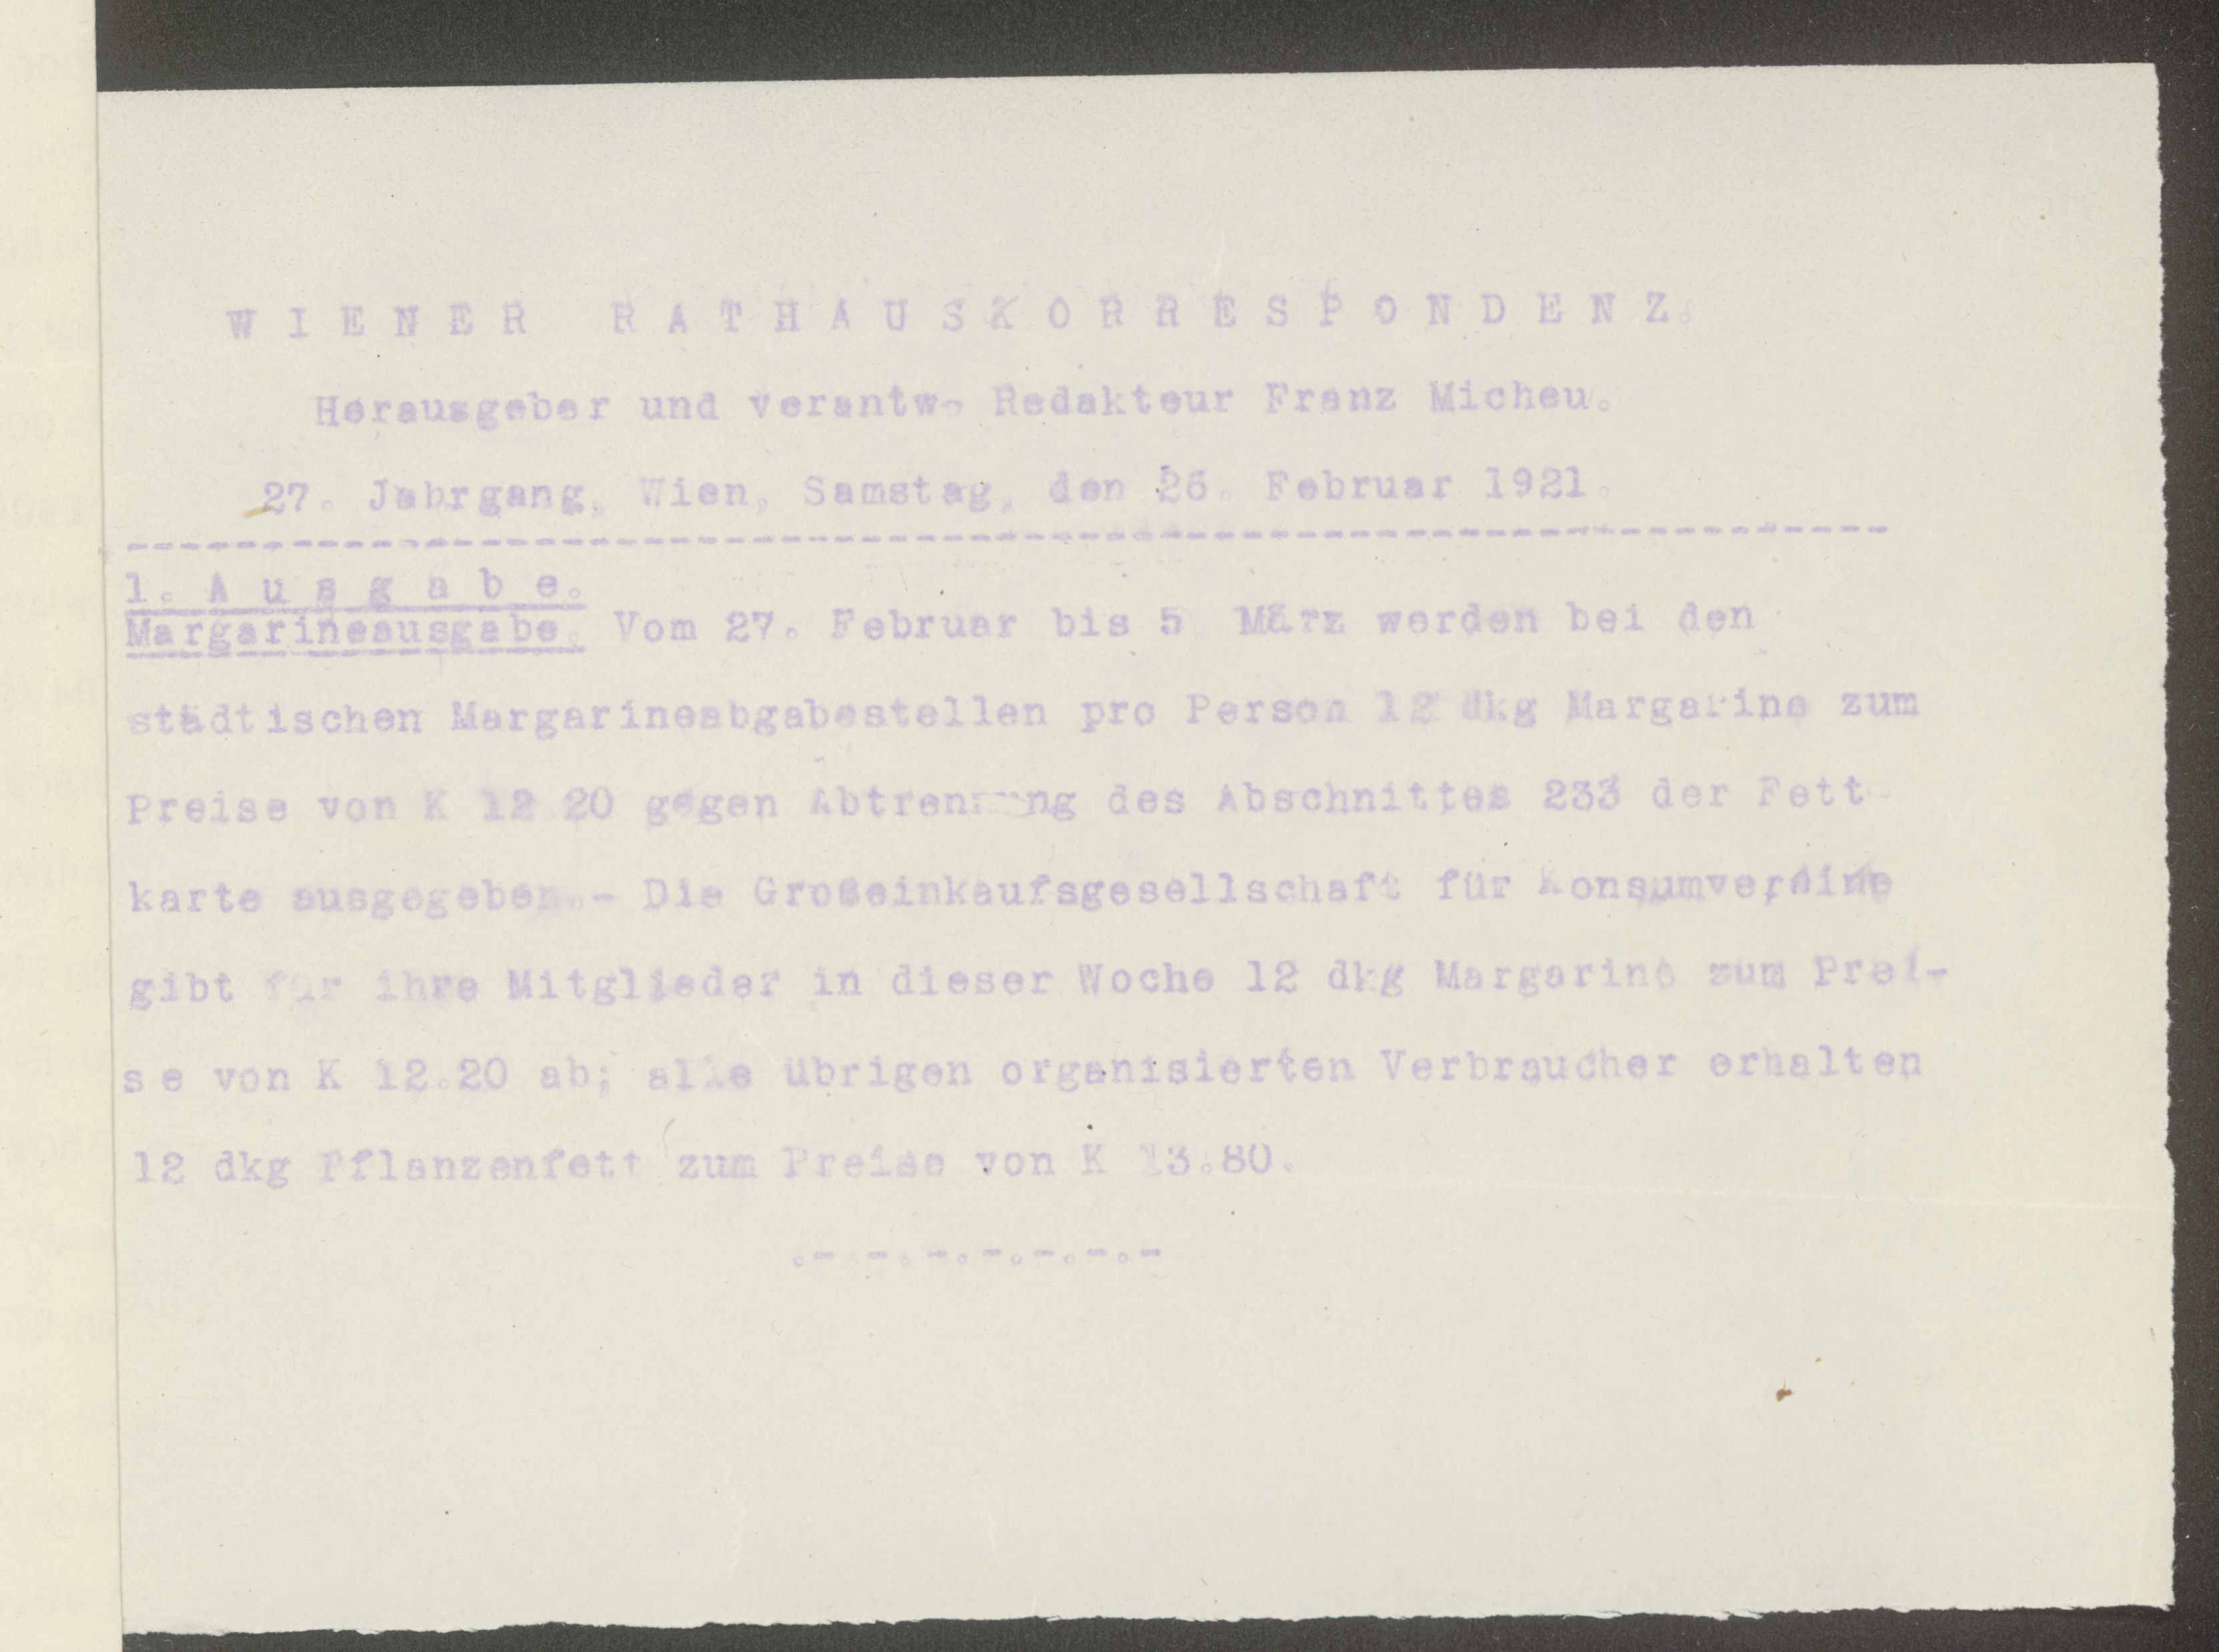 W I E N E R   R A T H A U S K O R R E S P O N D E N Z.
Herausgeber und verantw. Redakteur Franz Micheu.
27. Jahrgang, Wien, Samstag, den 26. Februar 1921.
1. A u s g a b e.
Margarineausgabe. Vom 27. Februar bis 5 März werden bei den
städtischen Margarineabgabestellen pro Person 12 dkg Margarine zum
Preise von K 12.20 gegen Abtrennung des Abschnittes 233 der Fett-
karte ausgegeben.- Die Großeinkaufsgesellschaft für Konsumvereine
gibt für ihre Mitglieder in dieser Woche 12 dkg Margarine zum Prei-
se von K 12.20 ab; alle übrigen organisierten Verbraucher erhalten
12 dkg Pflanzenfett zum Preise von K 13.80.
.-.-.-.-.-.-.-